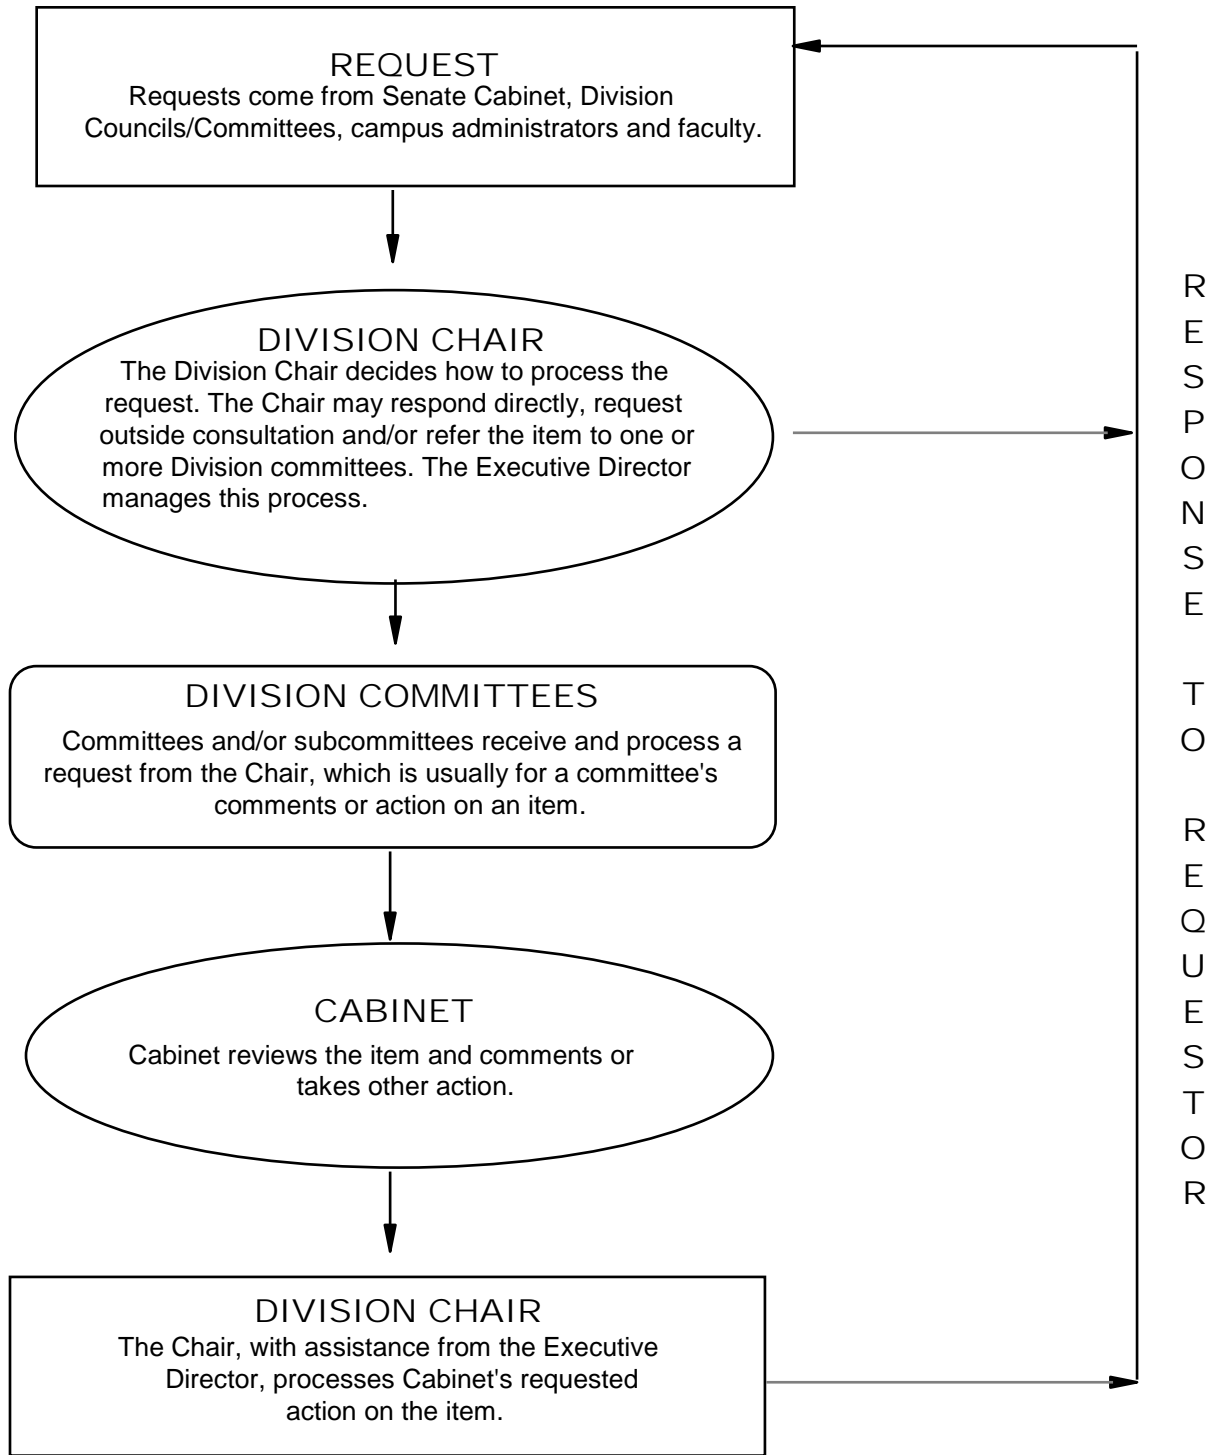 REQUEST
Requests come from Senate Cabinet, Division
Councils/Committees, campus administrators and faculty.
DIVISION CHAIR
The Division Chair decides how to process the
request. The Chair may respond directly, request
outside consultation and/or refer the item to one or
more Division committees. The Executive Director
manages this process.
DIVISION COMMITTEES
Committees and/or subcommittees receive and process a
request from the Chair, which is usually for a committee's
comments or action on an item.
CABINET
Cabinet reviews the item and comments or
takes other action.
DIVISION CHAIR
The Chair, with assistance from the Executive
Director, processes Cabinet's requested
action on the item.
RESPONSE TO REQUESTOR